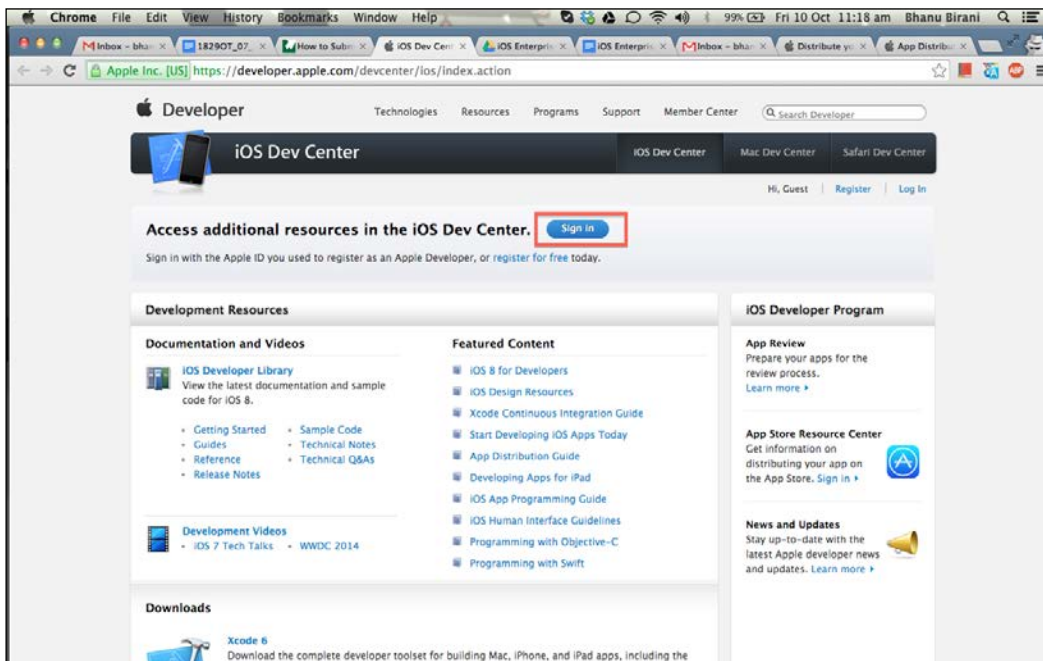 Chrome File Edit View History Bookmarks Window Help 99% Fri 10 Oct 11:18 am Bhanu Birani
Inbox - bha 1829OT_07_ How to Subm iOS Dev Cent iOS Enterpris iOS Enterpris Inbox - bhar Distribute yo App Distribu
Apple Inc. [US] https://developer.apple.com/devcenter/ios/index.action
Developer Technologies Resources Programs Support Member Center Search Developer
iOS Dev Center iOS Dev Center Mac Dev Center Safari Dev Center
Hi, Guest Register Log In
Access additional resources in the iOS Dev Center. Sign in
Sign in with the Apple ID you used to register as an Apple Developer, or register for free today.
Development Resources
Documentation and Videos
iOS Developer Library
View the latest documentation and sample
code for iOS 8.
Getting Started
Guides
Reference
Release Notes
Sample Code
Technical Notes
Technical Q&As
Development Videos
iOS 7 Tech Talks
WWDC 2014
Featured Content
iOS 8 for Developers
iOS Design Resources
Xcode Continuous Integration Guide
Start Developing iOS Apps Today
App Distribution Guide
Developing Apps for iPad
iOS App Programming Guide
iOS Human Interface Guidelines
Programming with Objective-C
Programming with Swift
iOS Developer Program
App Review
Prepare your apps for the
review process.
Learn more
App Store Resource Center
Get information on
distributing your app on
the App Store. Sign in
News and Updates
Stay up-to-date with the
latest Apple developer news
and updates. Learn more
Downloads
Xcode 6
Download the complete developer toolset for building Mac, iPhone, and iPad apps, including the